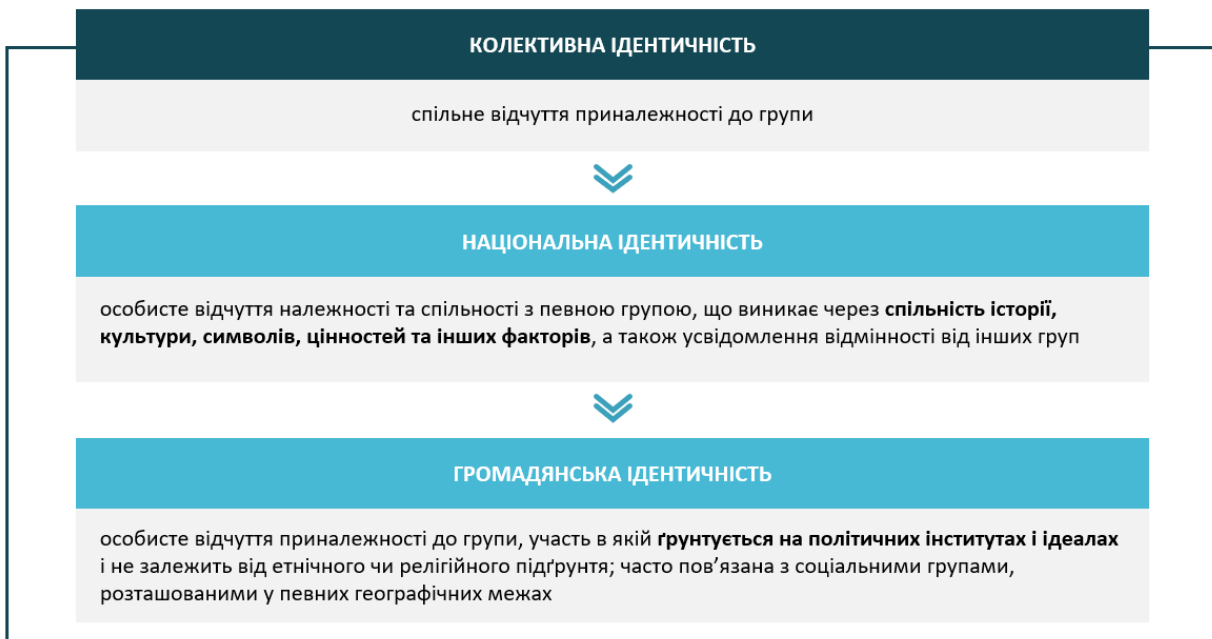 КОЛЕКТИВНА ІДЕНТИЧНІСТЬ
спільне відчуття приналежності до групи
НАЦІОНАЛЬНА ІДЕНТИЧНІСТЬ
особисте відчуття належності та спільності з певною групою, що виникає через спільність історії,
культури, символів, цінностей та інших факторів, а також усвідомлення відмінності від інших груп
ГРОМАДЯНСЬКА ІДЕНТИЧНІСТЬ
особисте відчуття приналежності до групи, участь в якій ґрунтується на політичних інститутах і ідеалах
і не залежить від етнічного чи релігійного підґрунтя; часто пов’язана з соціальними групами,
розташованими у певних географічних межах